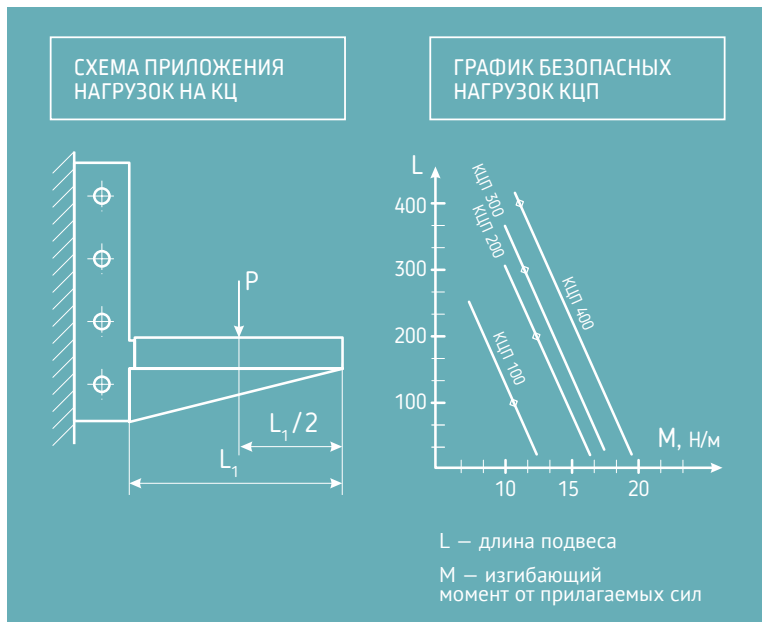 СХЕМА ПРИЛОЖЕНИЯ
НАГРУЗОК НА КЦ
P
L₁/2
L₁
ГРАФИК БЕЗОПАСНЫХ
НАГРУЗОК КЦП
L
400
300
200
100
КЦП 300
КЦП 200
КЦП 400
КЦП 100
M, Н/м
10
15
20
L — длина подвеса
M — изгибающий
момент от прилагаемых сил